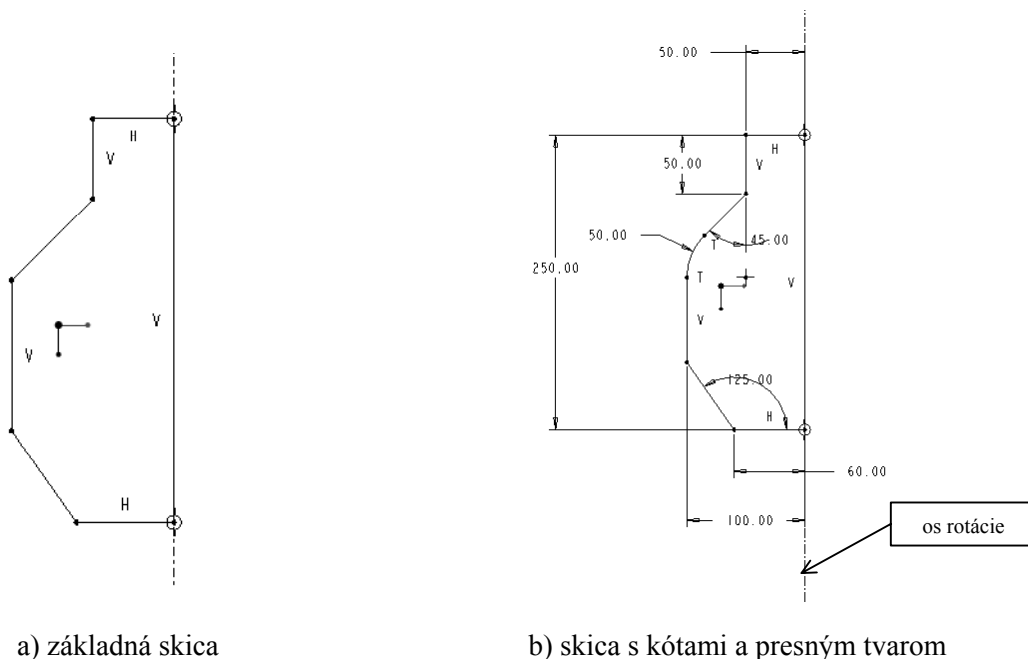 H
V
V
V
H
50.00
H
50.00
V
50.00
T
45.00
250.00
T
V
V
125.00
H
60.00
100.00
os rotácie
a) základná skica
b) skica s kótami a presným tvarom